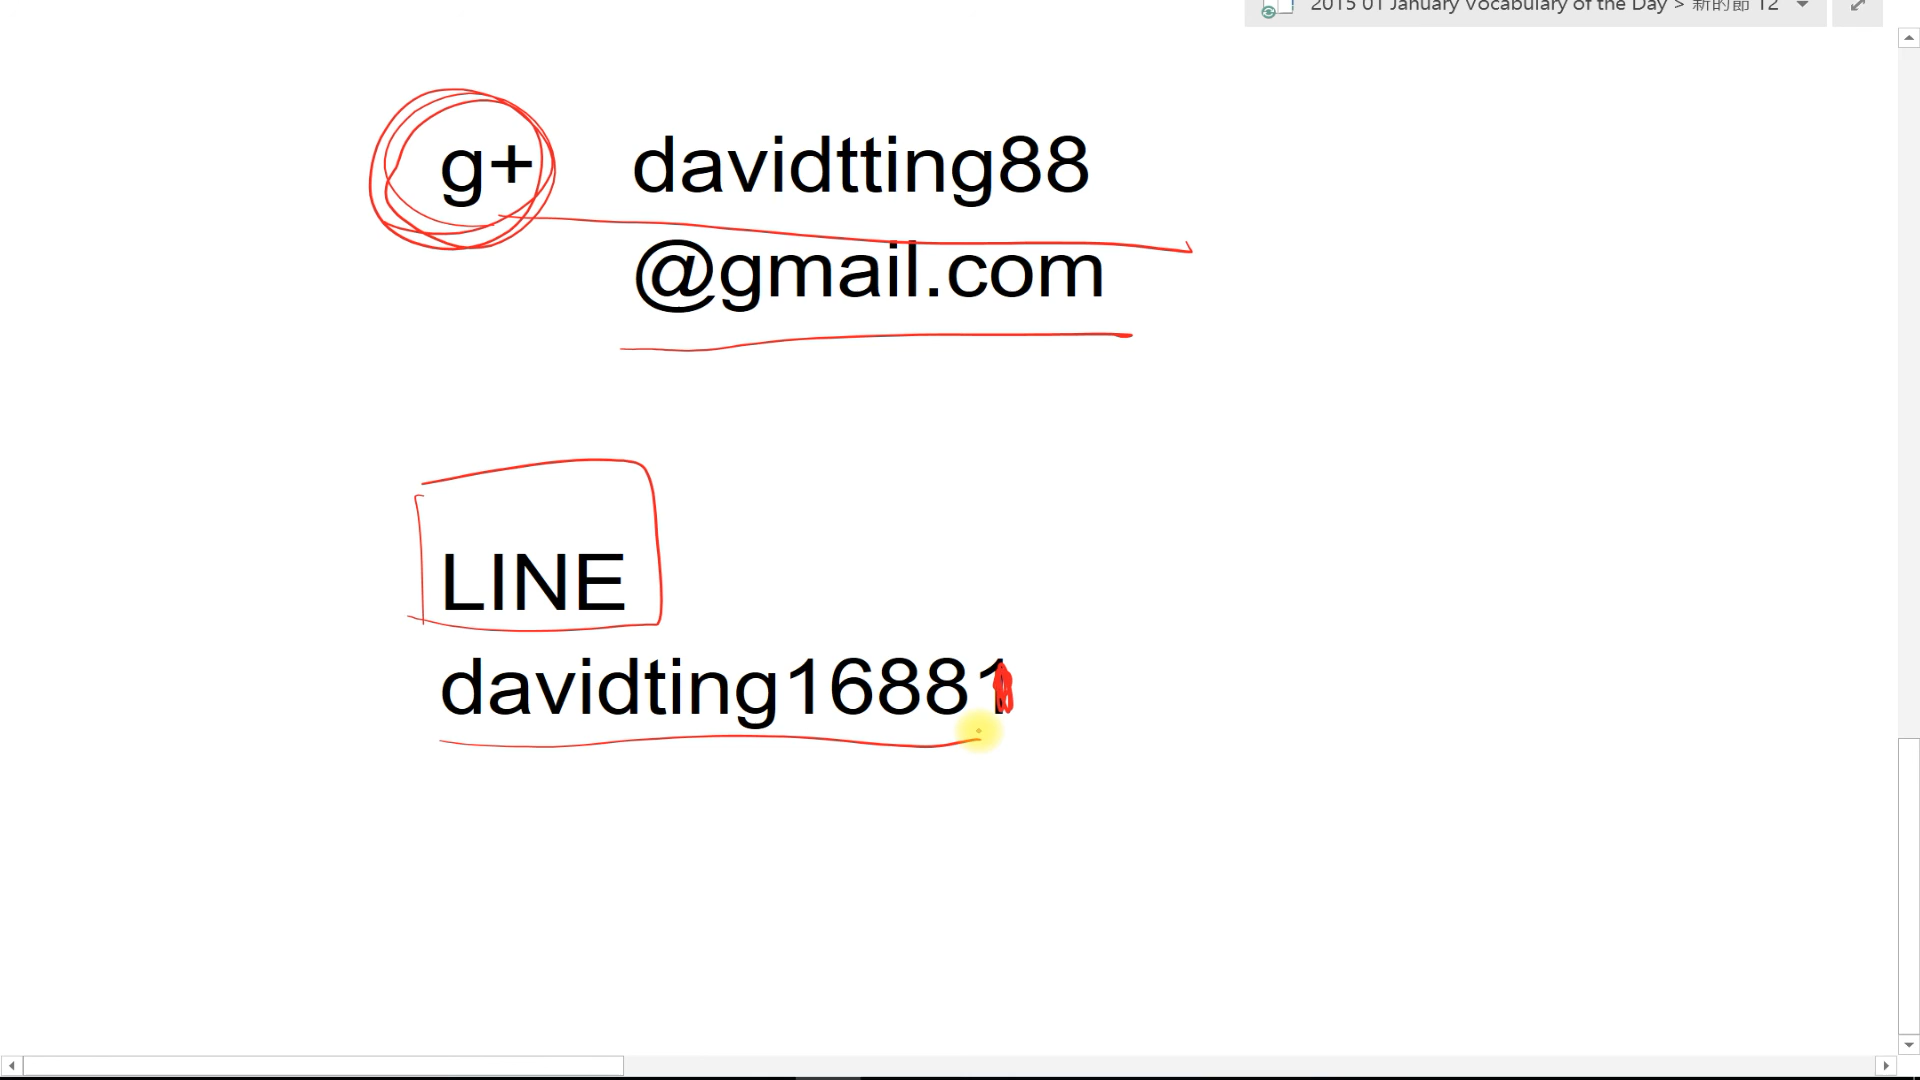 2015 01 January Vocabulary of the Day > 新的節 12
g+ davidtting88
@gmail.com
LINE
davidting16881